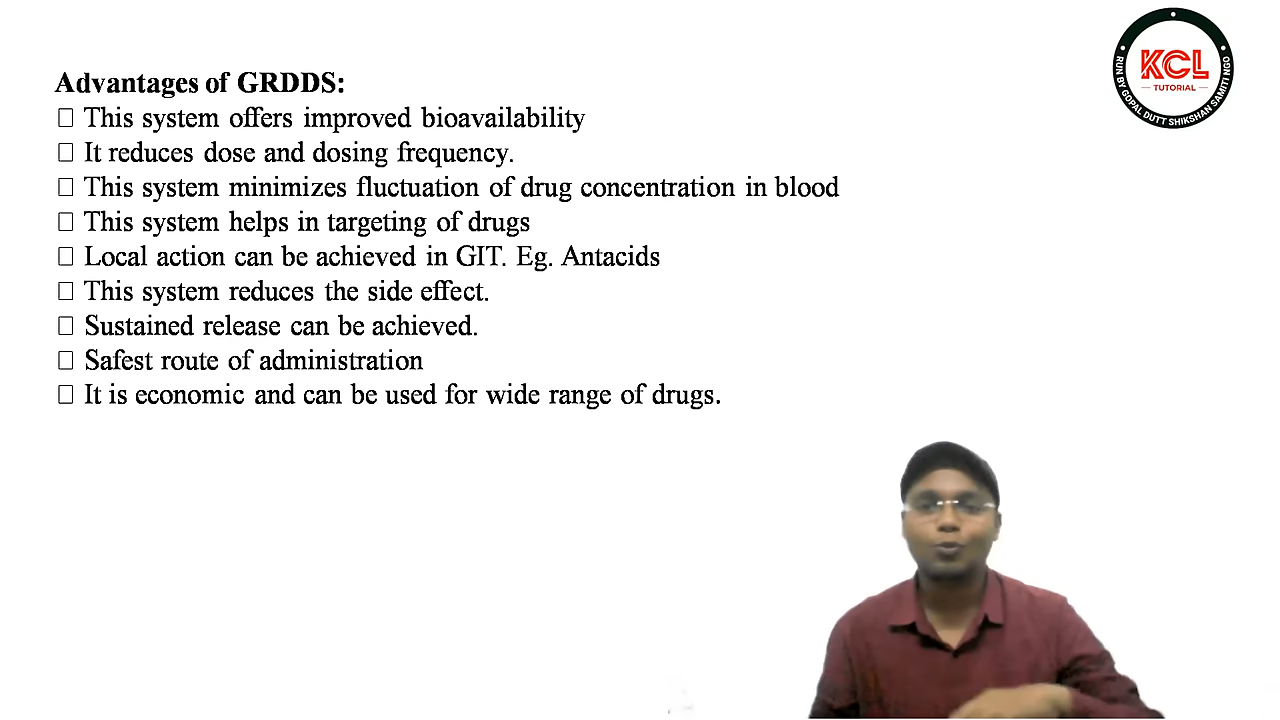 Advantages of GRDDS:
□ This system offers improved bioavailability
□ It reduces dose and dosing frequency.
□ This system minimizes fluctuation of drug concentration in blood
□ This system helps in targeting of drugs
□ Local action can be achieved in GIT. Eg. Antacids
□ This system reduces the side effect.
□ Sustained release can be achieved.
□ Safest route of administration
□ It is economic and can be used for wide range of drugs.
KCL
TUTORIAL
RUN BY GOPAL DUTT SHIKSHAN SAMITI NGO